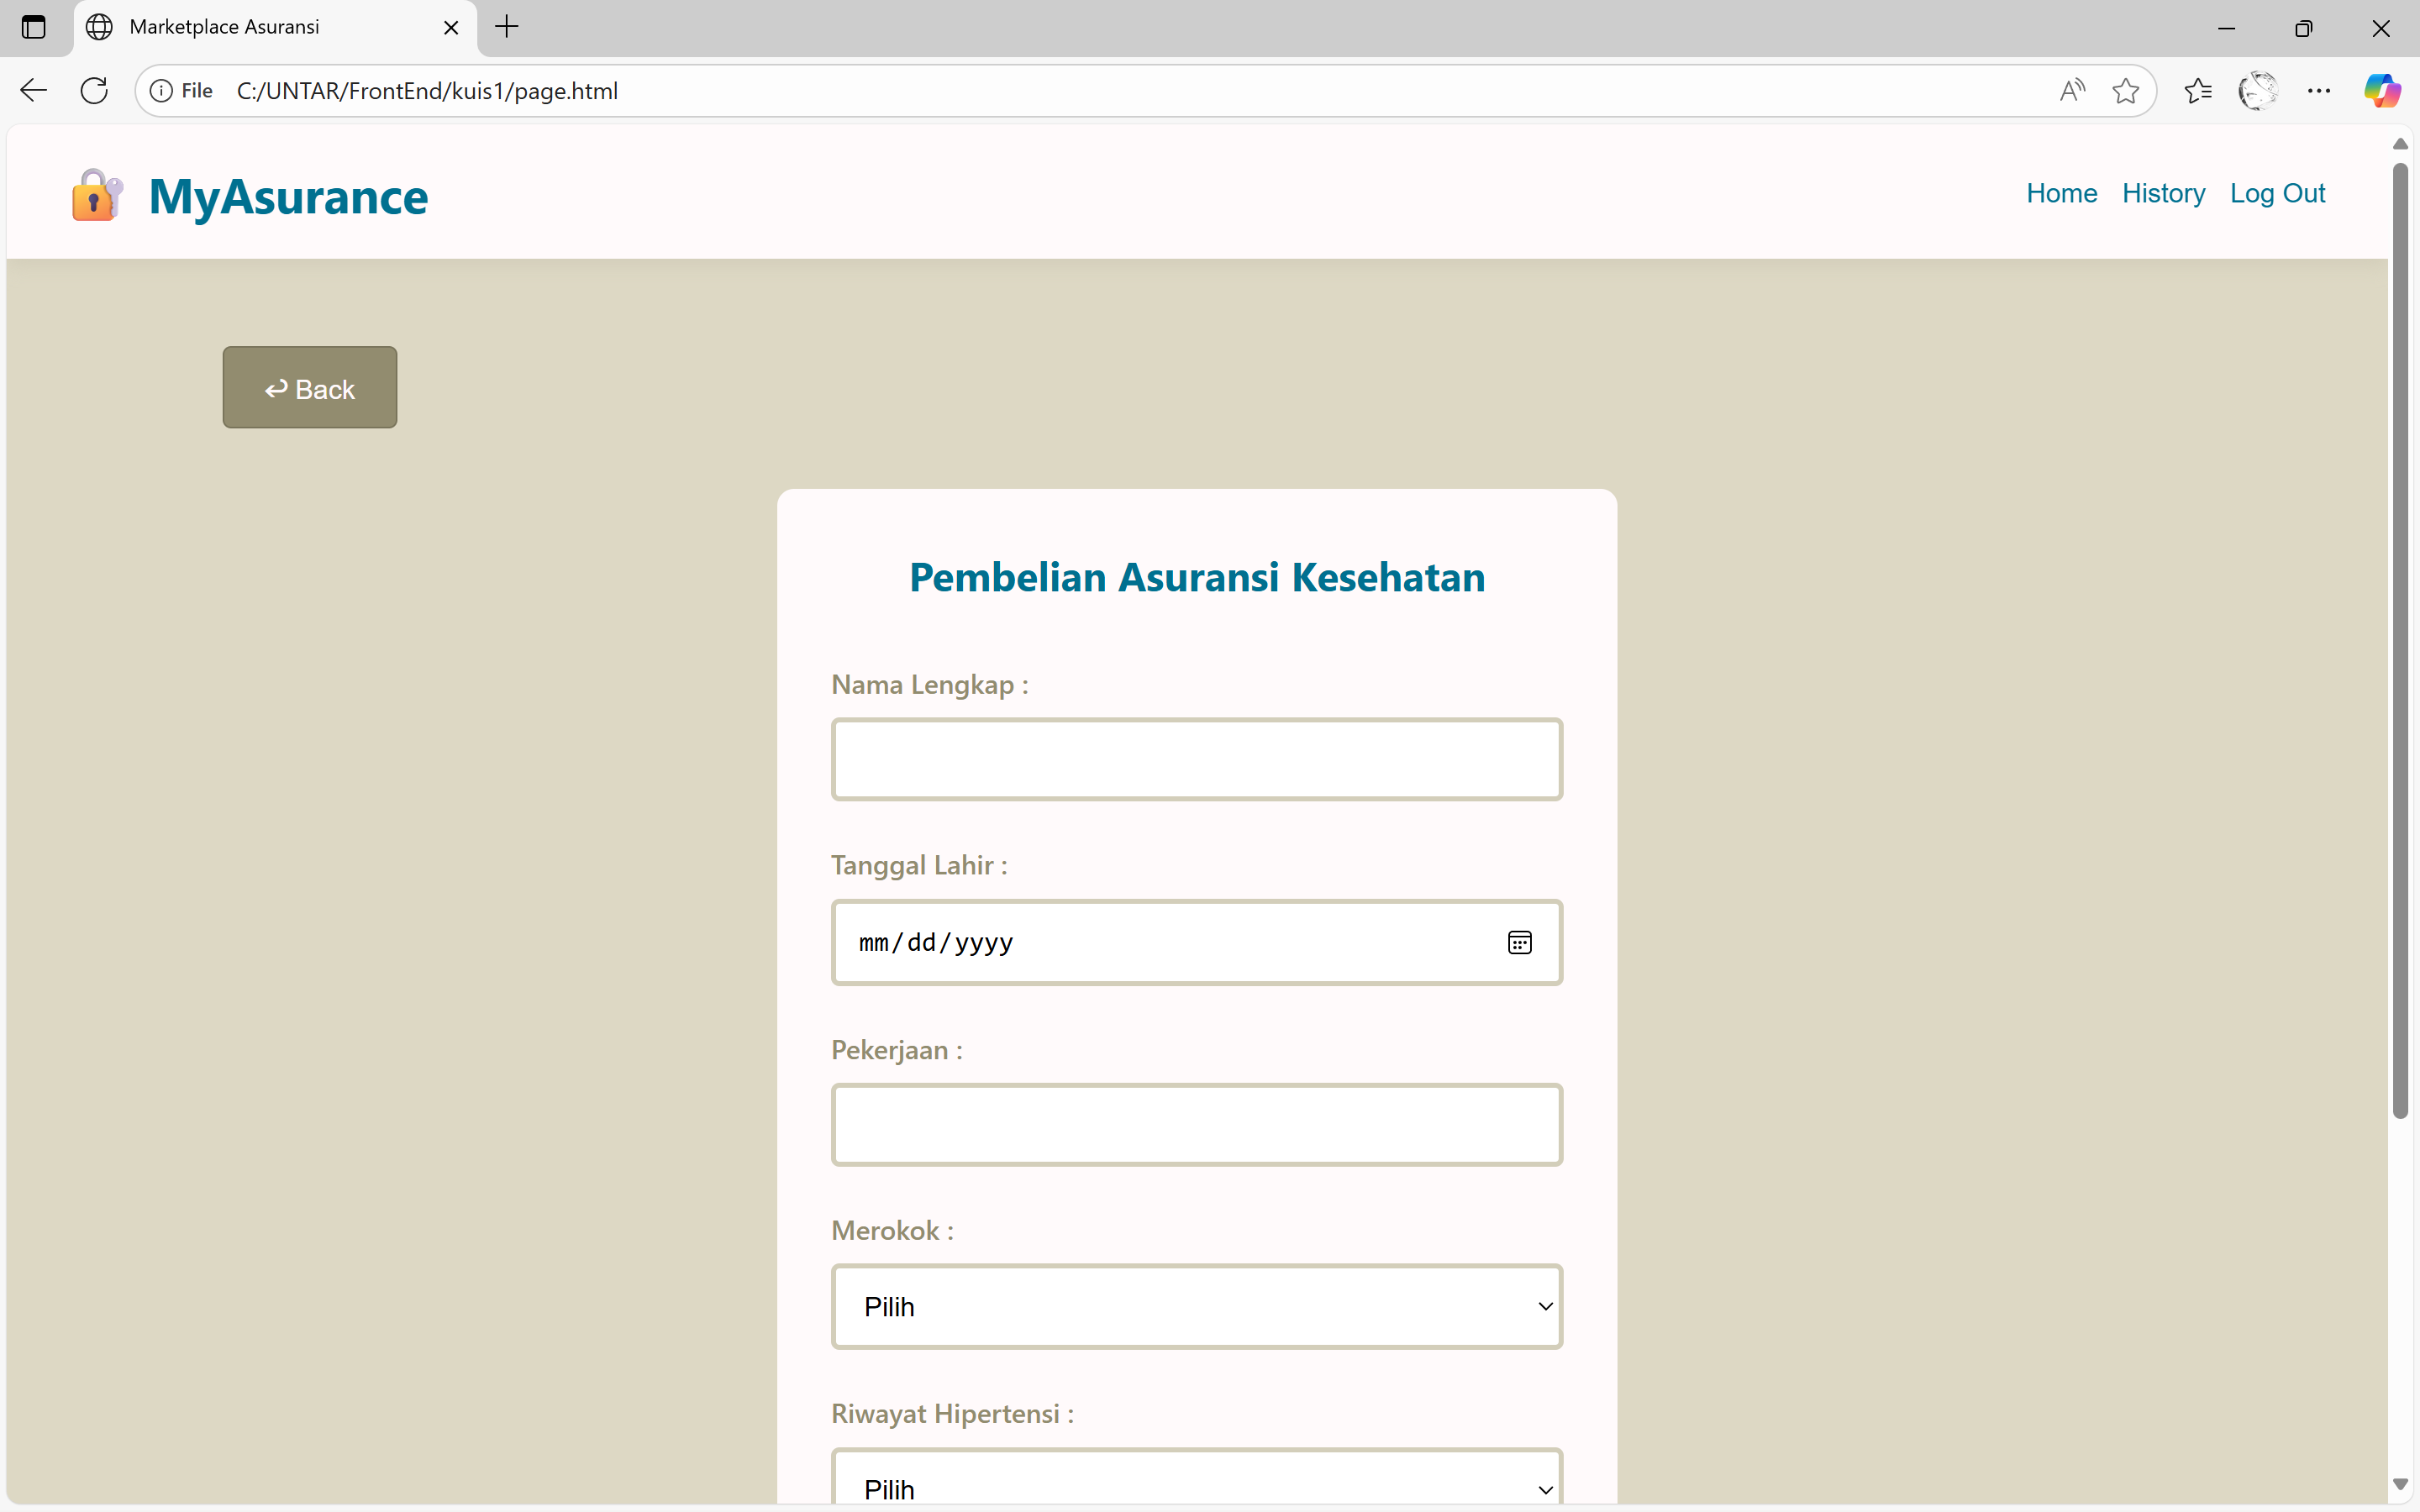 Marketplace Asuransi
File C:/UNTAR/FrontEnd/kuis1/page.html
MyAsurance
Home History Log Out
↩ Back
Pembelian Asuransi Kesehatan
Nama Lengkap :
Tanggal Lahir :
mm/dd/yyyy
Pekerjaan :
Merokok :
Pilih
Riwayat Hipertensi :
Pilih